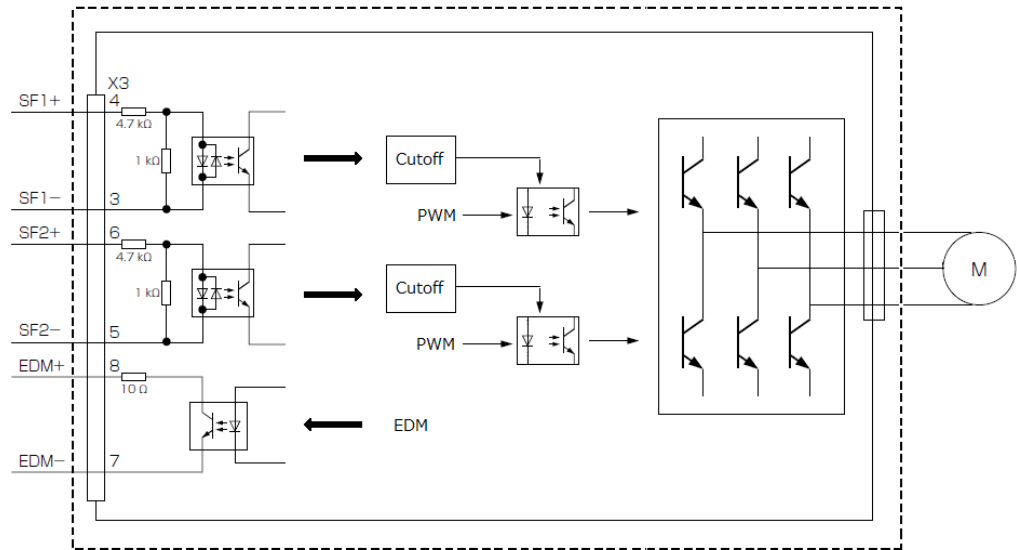 X3
SF1+ 4
4.7 kΩ
1 kΩ
SF1− 3
SF2+ 6
4.7 kΩ
1 kΩ
SF2− 5
EDM+ 8
10 Ω
EDM− 7
Cutoff
PWM
Cutoff
PWM
EDM
M